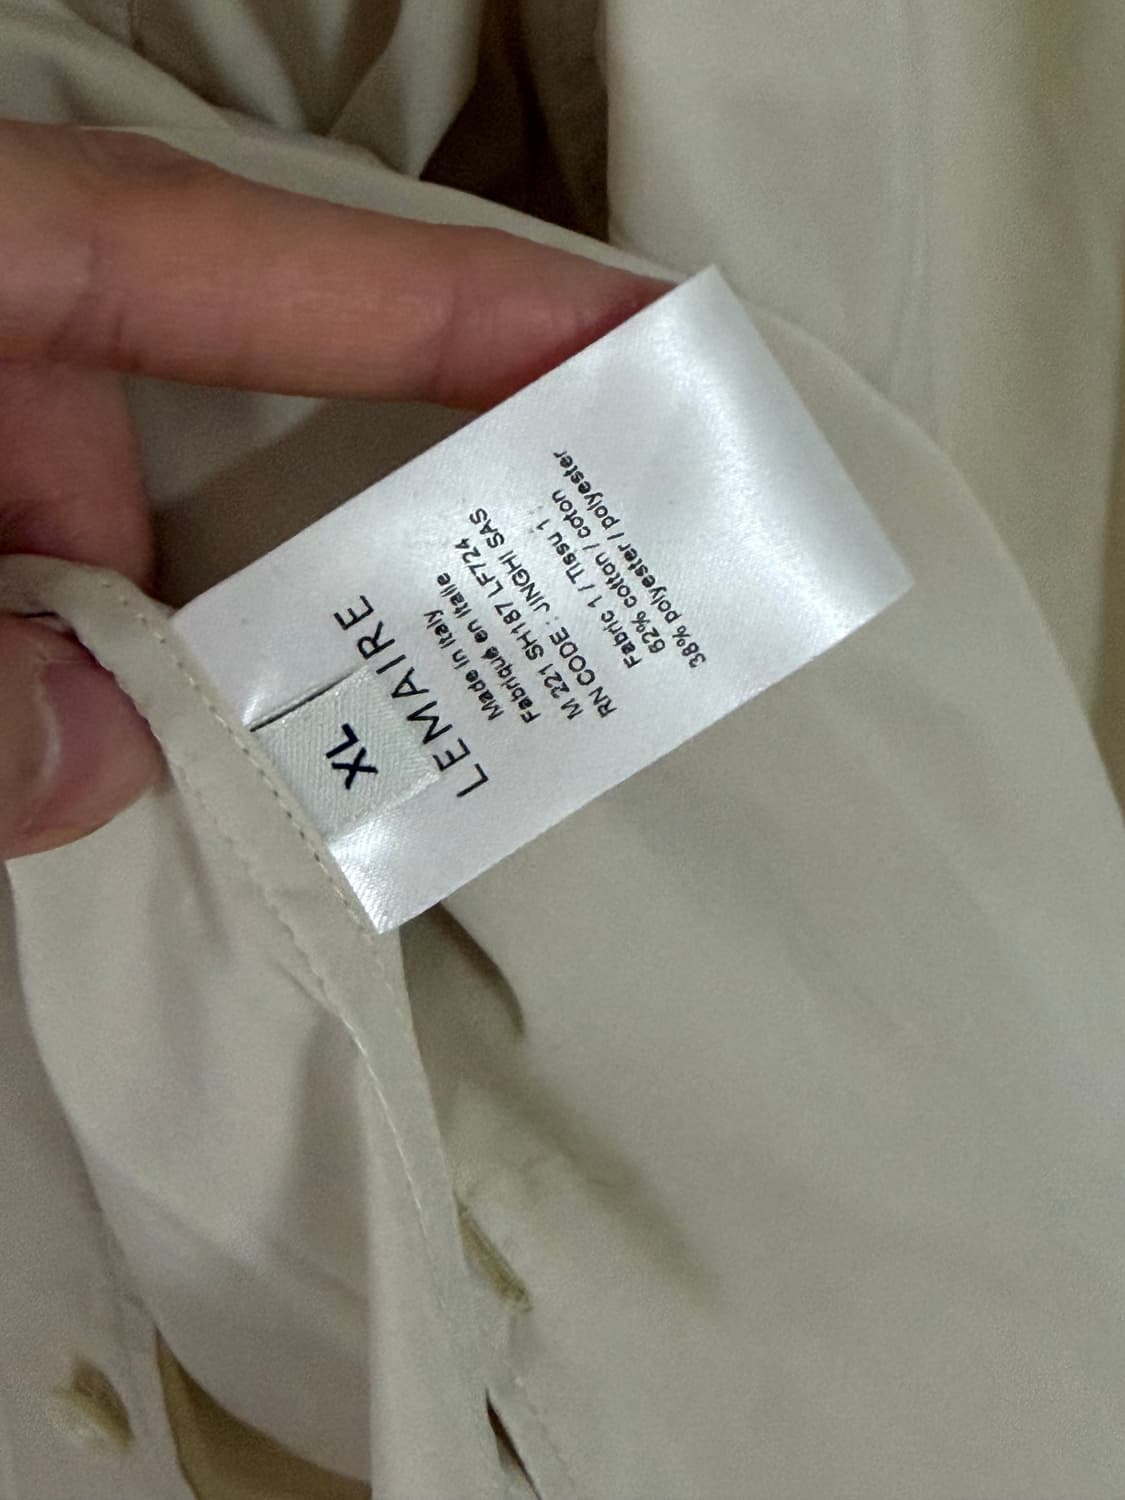 XL
LEMAIRE
Made in Italy
Fabriqué en Italie
M 221 SH187 LF724
RN CODE : JINGHI SAS
Fabric 1 / Tissu 1
62% cotton / coton
38% polyester / polyester